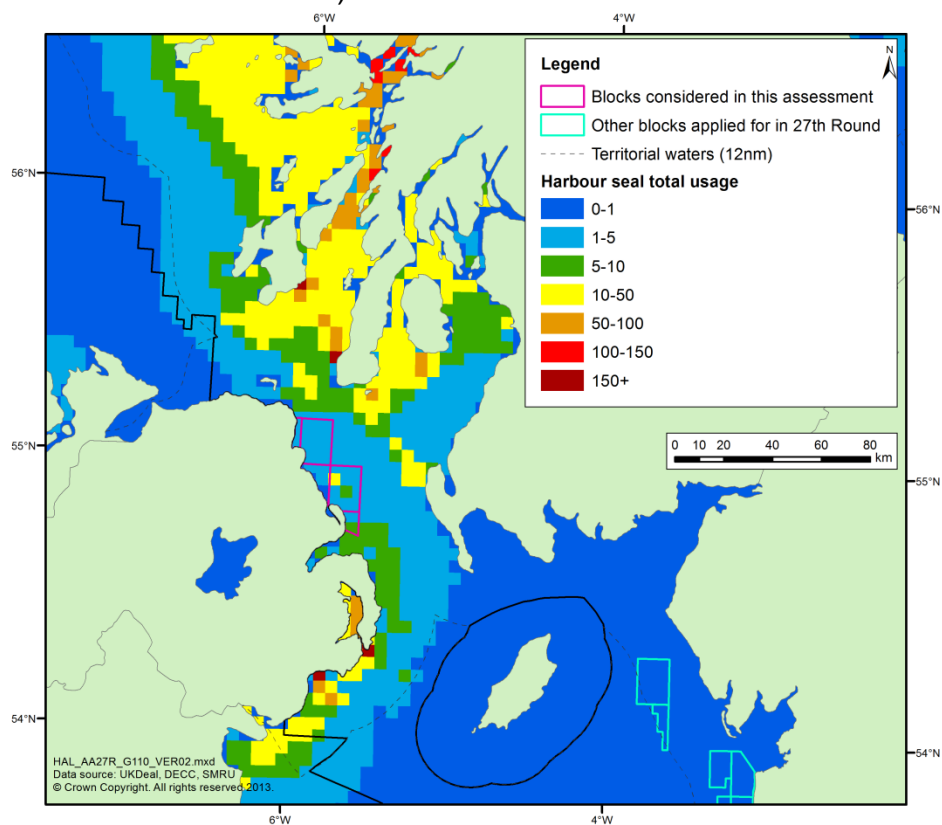 6°W
4°W
N
Legend
Blocks considered in this assessment
Other blocks applied for in 27th Round
Territorial waters (12nm)
Harbour seal total usage
0-1
1-5
5-10
10-50
50-100
100-150
150+
56°N
56°N
0 10 20 40 60 80
km
55°N
55°N
54°N
54°N
HAL_AA27R_G110_VER02.mxd
Data source: UKDeal, DECC, SMRU
© Crown Copyright. All rights reserved 2013.
6°W
4°W